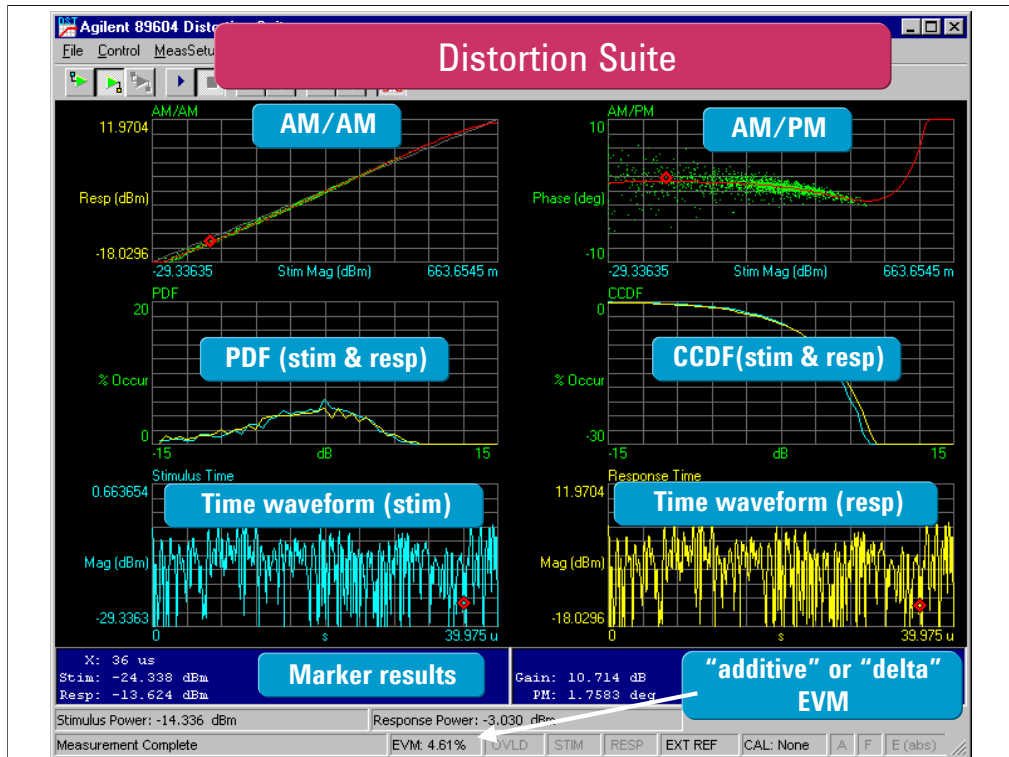 Agilent 89604 Distortion Suite
Distortion Suite
File Control MeasSetup
AM/AM
AM/AM
11.9704
Resp (dBm)
-18.0296
-29.33635 Stim Mag (dBm) 663.6545 m
AM/PM
AM/PM
10
Phase (deg)
-10
-29.33635 Stim Mag (dBm) 663.6545 m
PDF
20
PDF (stim & resp)
% Occur
0
-15 dB 15
CCDF
0
CCDF(stim & resp)
% Occur
-30
-15 dB 15
Stimulus Time
0.663654
Time waveform (stim)
Mag (dBm)
-29.3363
0 s 39.975 u
Response Time
11.9704
Time waveform (resp)
Mag (dBm)
-18.0296
0 s 39.975 u
X: 36 us
Stim: -24.338 dBm
Resp: -13.624 dBm
Marker results
Gain: 10.714 dB
PM: 1.7583 deg
“additive” or “delta”
EVM
Stimulus Power: -14.336 dBm Response Power: -3.030 dBm
Measurement Complete EVM: 4.61% OVLD STIM RESP EXT REF CAL: None A F E (abs)